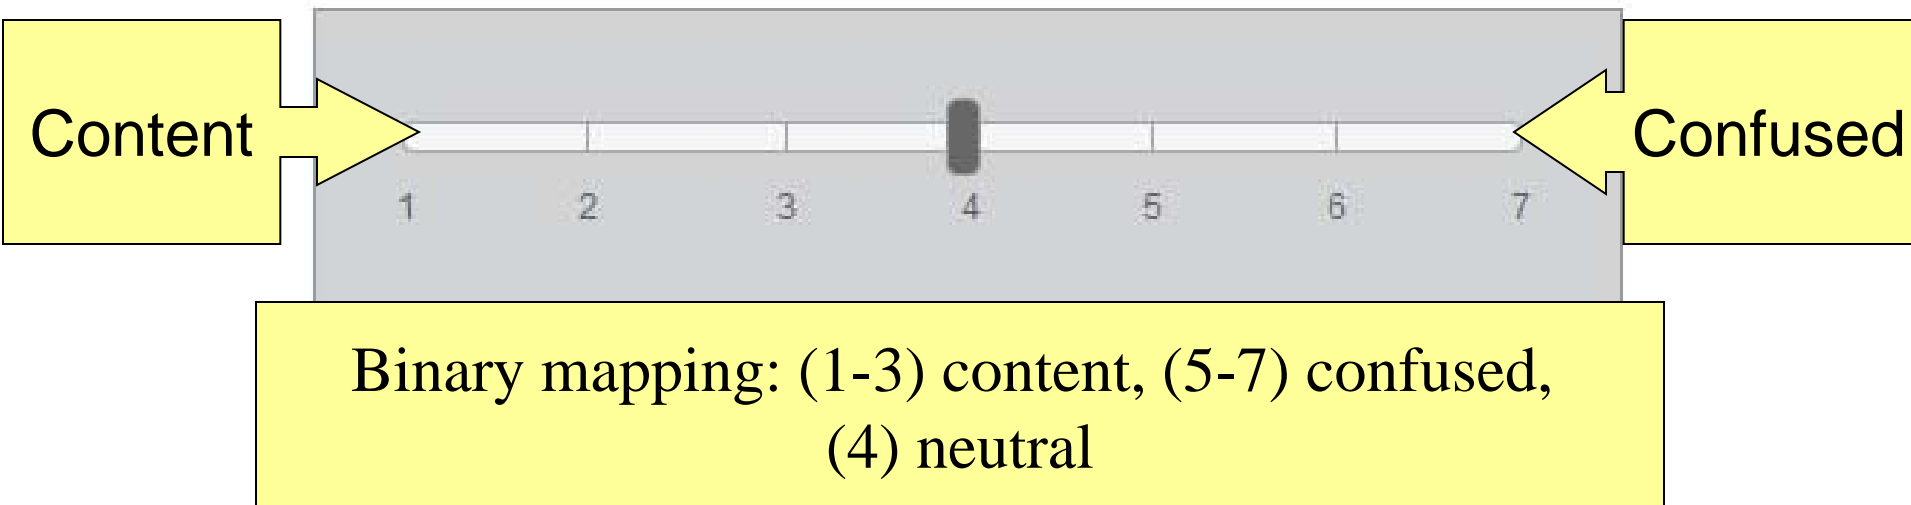 Content
Confused
1 2 3 4 5 6 7
Binary mapping: (1-3) content, (5-7) confused,
(4) neutral